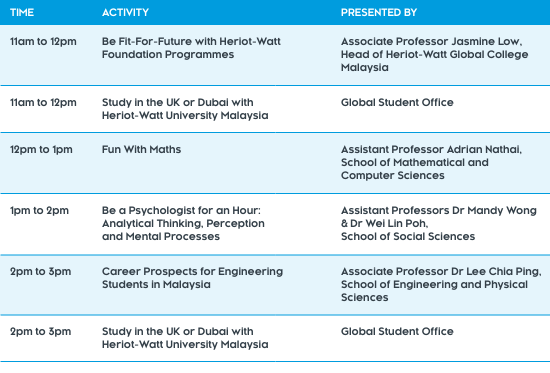 TIME ACTIVITY PRESENTED BY
11am to 12pm Be Fit-For-Future with Heriot-Watt Associate Professor Jasmine Low,
Foundation Programmes Head of Heriot-Watt Global College
Malaysia
11am to 12pm Study in the UK or Dubai with Global Student Office
Heriot-Watt University Malaysia
12pm to 1pm Fun With Maths Assistant Professor Adrian Nathai,
School of Mathematical and
Computer Sciences
1pm to 2pm Be a Psychologist for an Hour: Assistant Professors Dr Mandy Wong
Analytical Thinking, Perception & Dr Wei Lin Poh,
and Mental Processes School of Social Sciences
2pm to 3pm Career Prospects for Engineering Associate Professor Dr Lee Chia Ping,
Students in Malaysia School of Engineering and Physical
Sciences
2pm to 3pm Study in the UK or Dubai with Global Student Office
Heriot-Watt University Malaysia